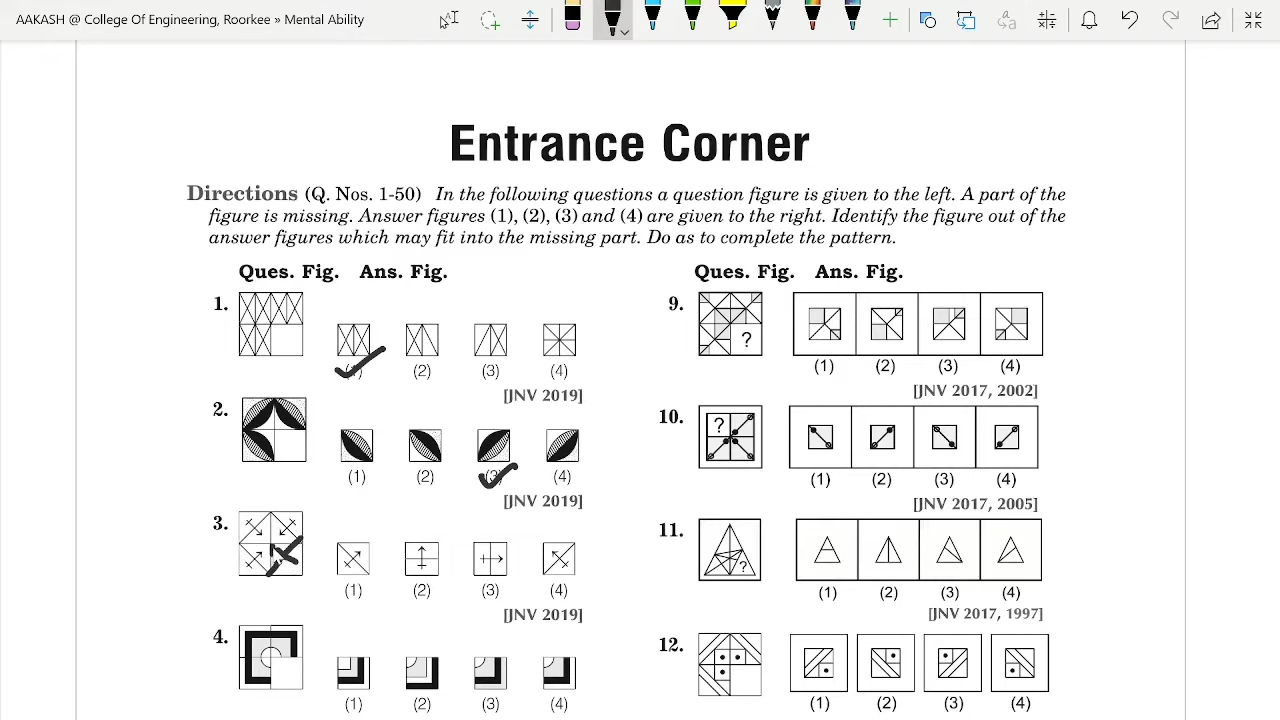 AAKASH @ College Of Engineering, Roorkee » Mental Ability
Entrance Corner
Directions (Q. Nos. 1-50) In the following questions a question figure is given to the left. A part of the
figure is missing. Answer figures (1), (2), (3) and (4) are given to the right. Identify the figure out of the
answer figures which may fit into the missing part. Do as to complete the pattern.
Ques. Fig. Ans. Fig.
1.
(1) (2) (3) (4)
[JNV 2019]
2.
(1) (2) (3) (4)
[JNV 2019]
3.
(1) (2) (3) (4)
[JNV 2019]
4.
(1) (2) (3) (4)
Ques. Fig. Ans. Fig.
9.
?
(1) (2) (3) (4)
[JNV 2017, 2002]
10.
?
(1) (2) (3) (4)
[JNV 2017, 2005]
11.
?
(1) (2) (3) (4)
[JNV 2017, 1997]
12.
(1) (2) (3) (4)